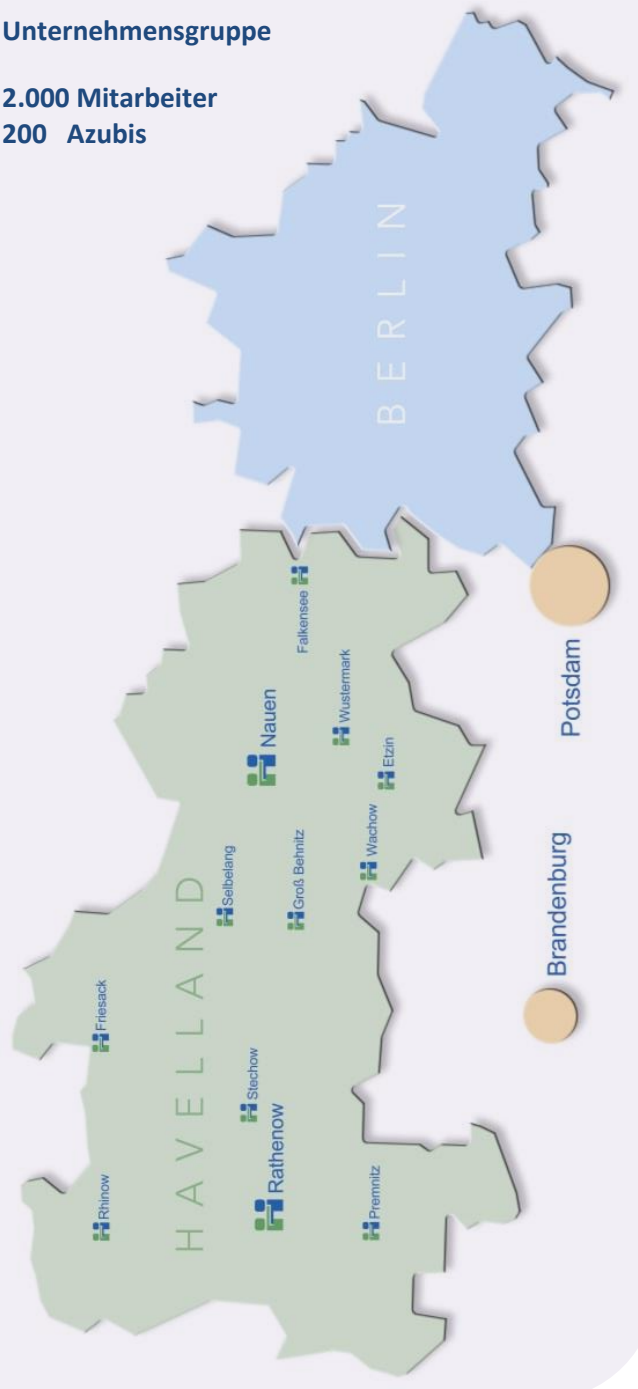 Unternehmensgruppe
2.000 Mitarbeiter
200 Azubis
BERLIN
HAVELLAND
Falkensee
Nauen
Wustermark
Etzin
Wachow
Selbelang
Groß Behnitz
Friesack
Stechow
Rathenow
Rhinow
Premnitz
Potsdam
Brandenburg